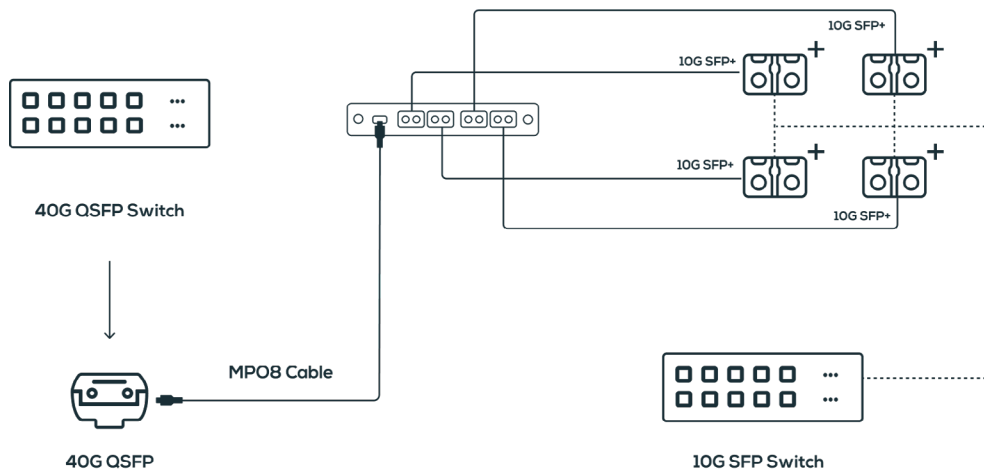 10G SFP+
10G SFP+
10G SFP+
10G SFP+
40G QSFP Switch
MPO8 Cable
40G QSFP
10G SFP Switch